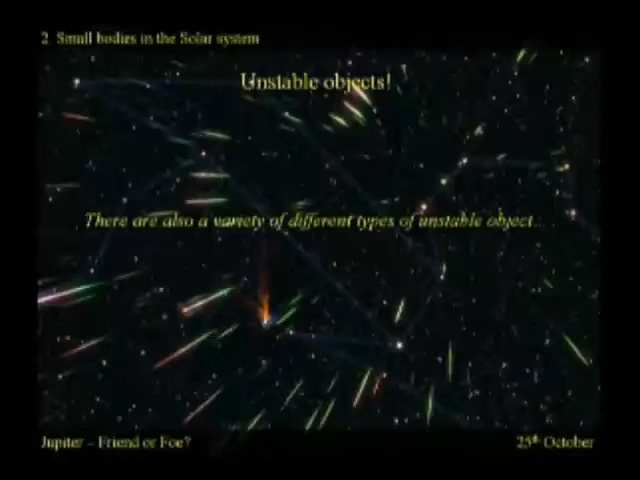 2 Small bodies in the Solar system
Unstable objects!
There are also a variety of different types of unstable object...
Jupiter – Friend or Foe?
25th October